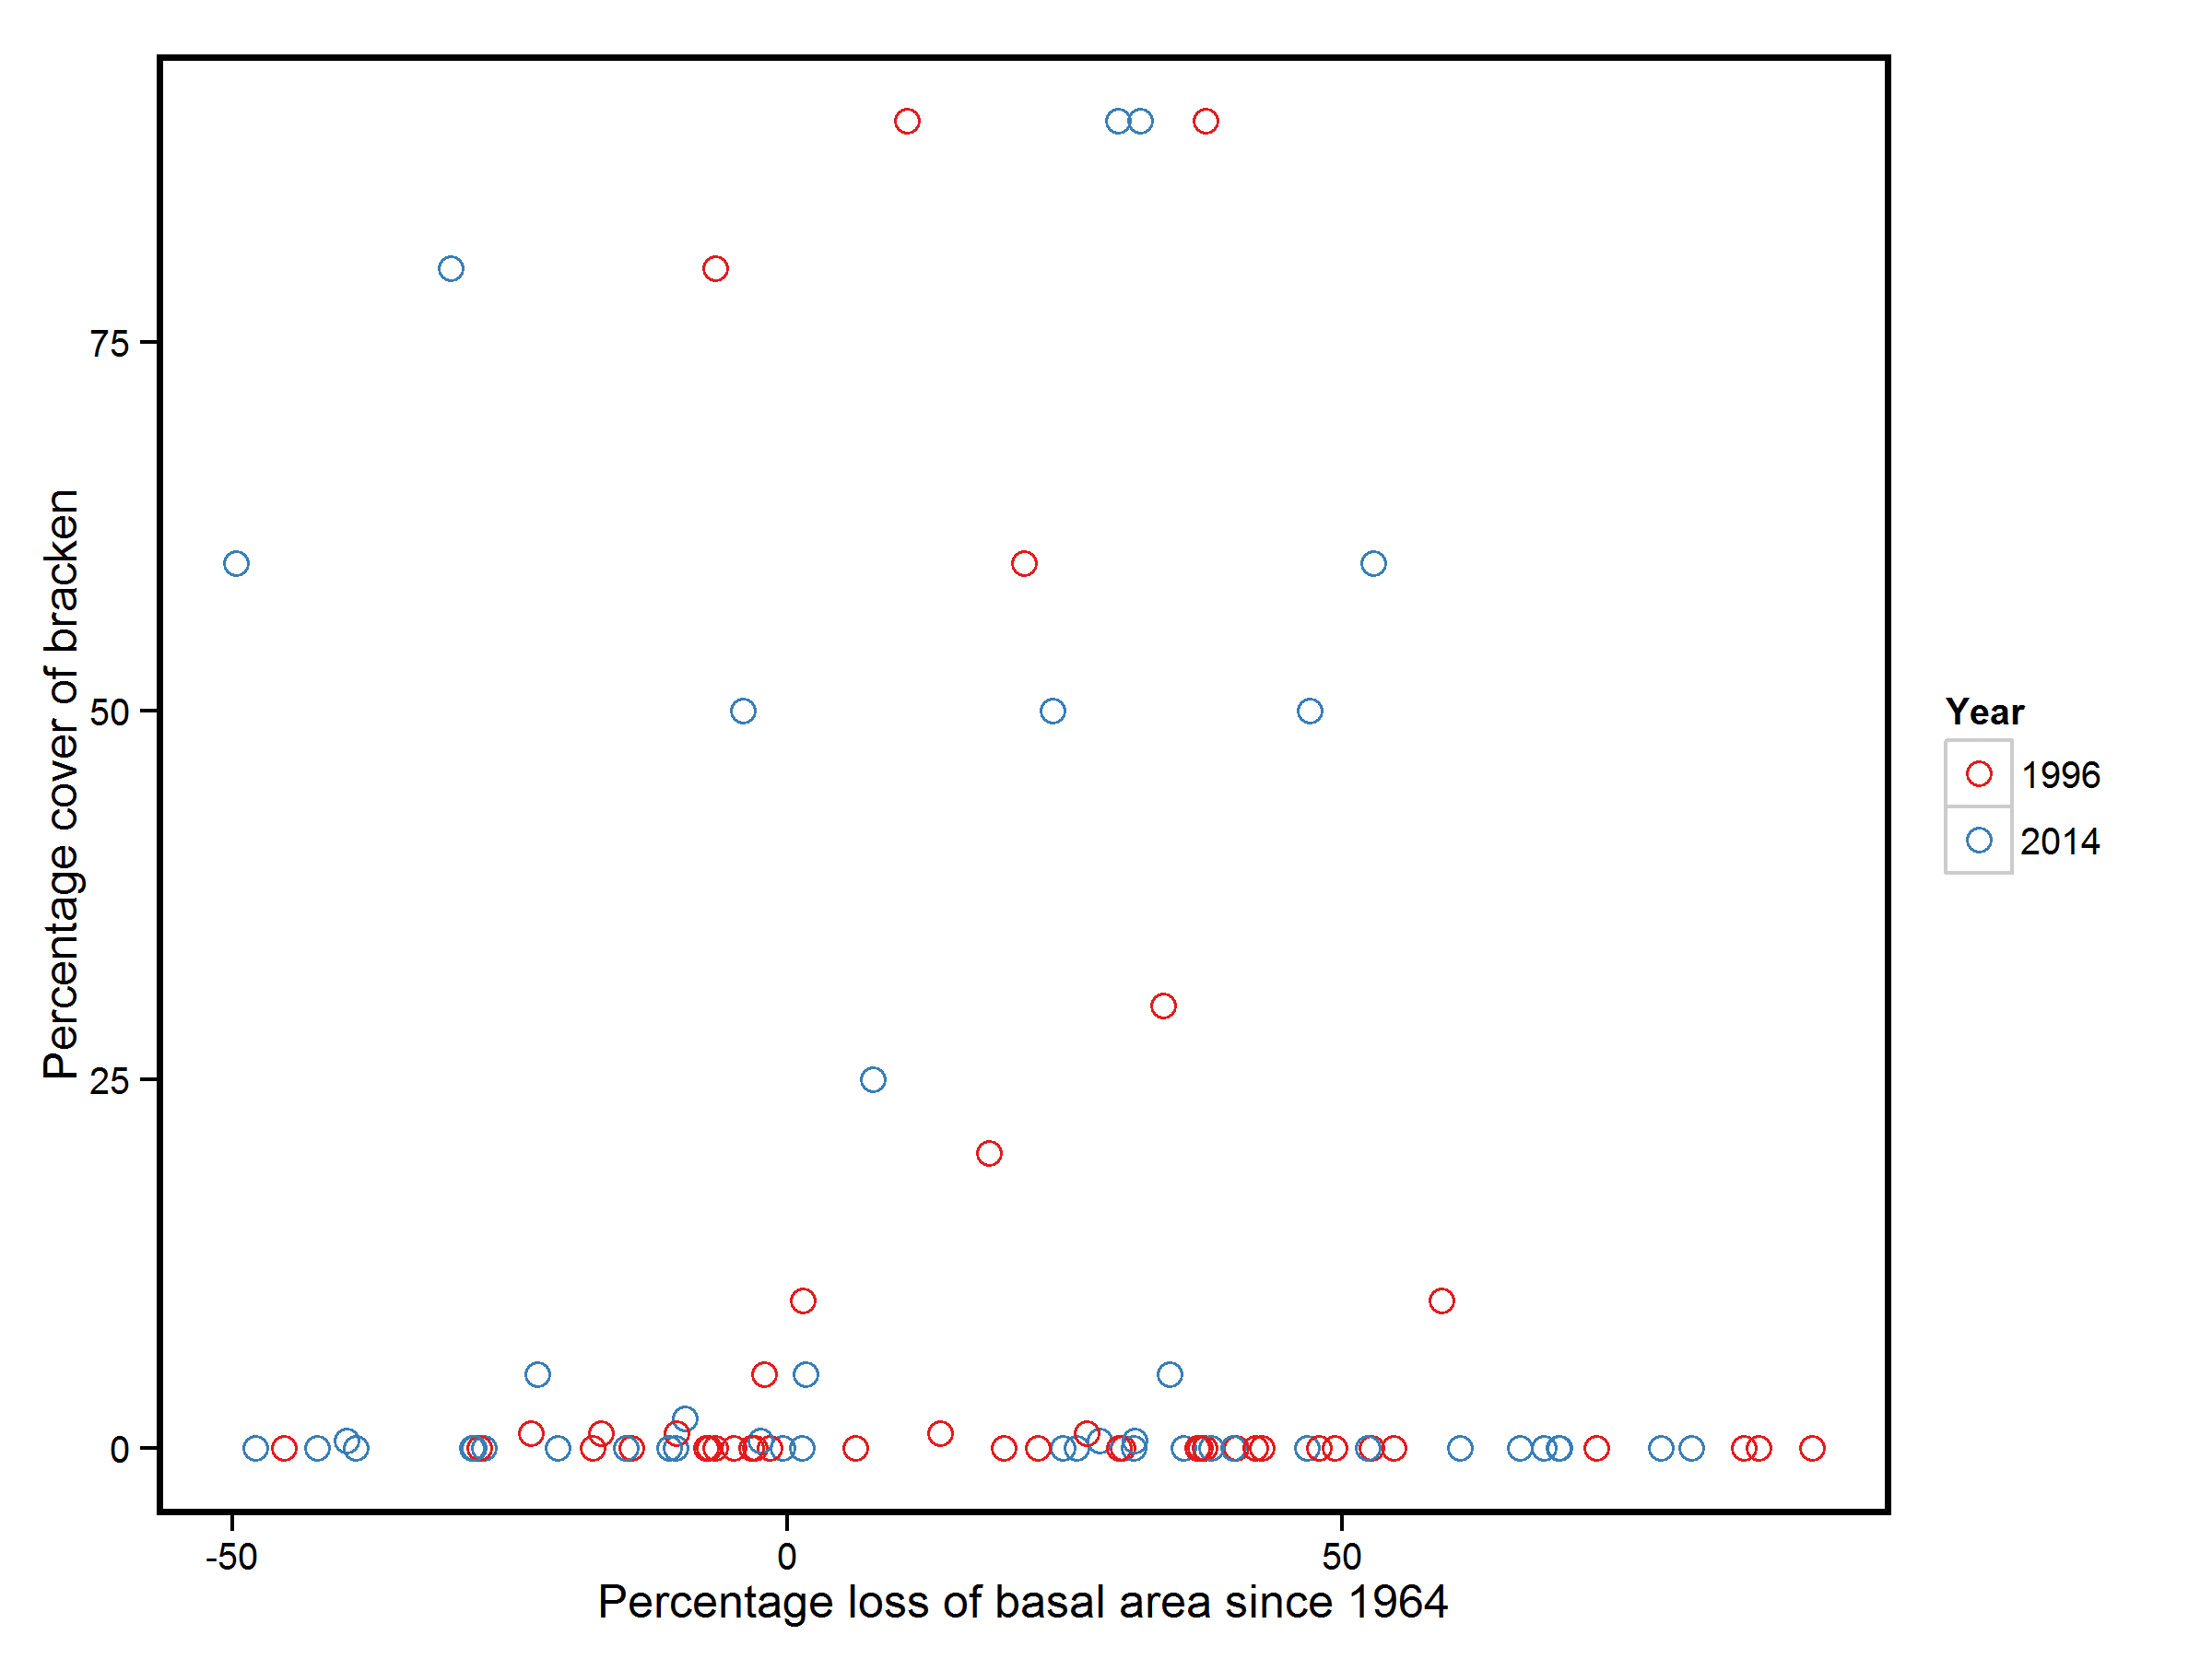 Percentage cover of bracken
75
50
25
0
-50 0 50
Percentage loss of basal area since 1964
Year
1996
2014